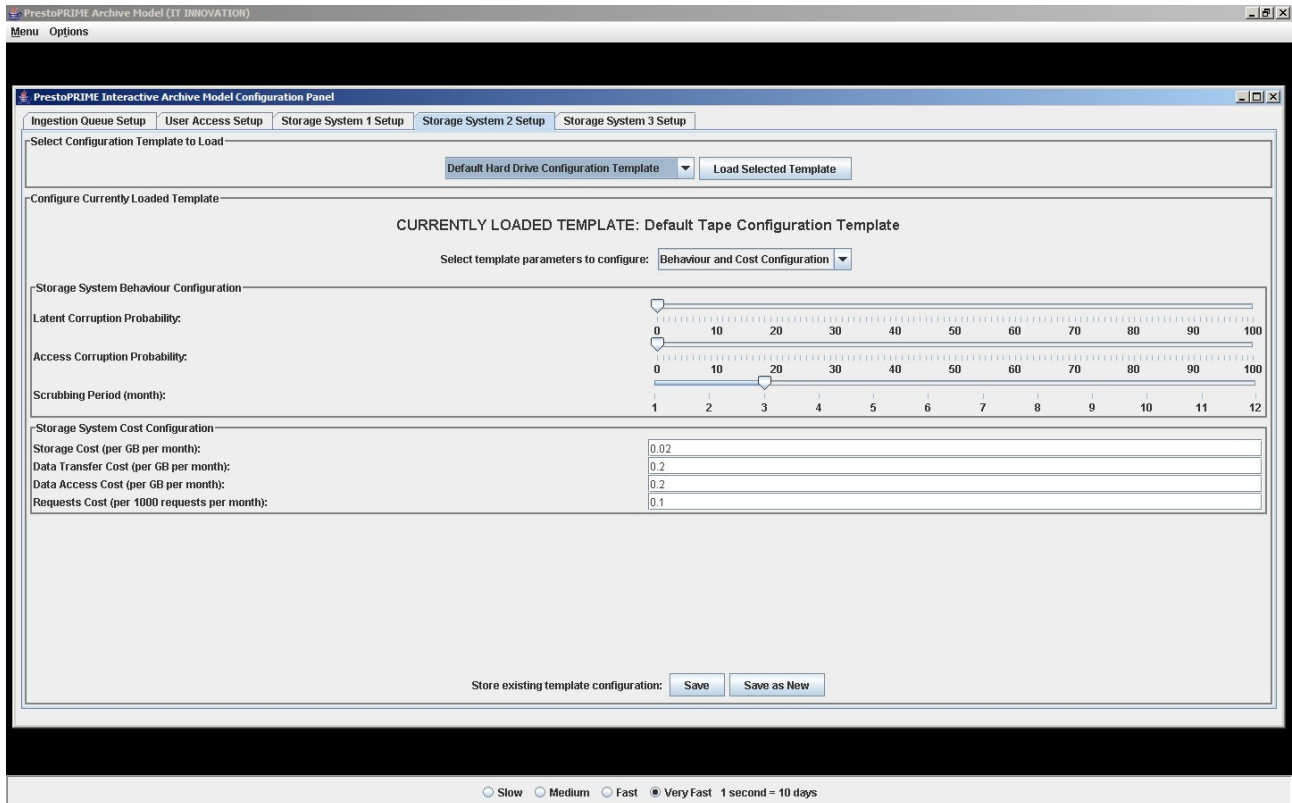 PrestoPRIME Archive Model (IT INNOVATION)
Menu Options
PrestoPRIME Interactive Archive Model Configuration Panel
Ingestion Queue Setup User Access Setup Storage System 1 Setup Storage System 2 Setup Storage System 3 Setup
Select Configuration Template to Load
Default Hard Drive Configuration Template Load Selected Template
Configure Currently Loaded Template
CURRENTLY LOADED TEMPLATE: Default Tape Configuration Template
Select template parameters to configure: Behaviour and Cost Configuration
Storage System Behaviour Configuration
Latent Corruption Probability:
0 10 20 30 40 50 60 70 80 90 100
Access Corruption Probability:
0 10 20 30 40 50 60 70 80 90 100
Scrubbing Period (month):
1 2 3 4 5 6 7 8 9 10 11 12
Storage System Cost Configuration
Storage Cost (per GB per month): 0.02
Data Transfer Cost (per GB per month): 0.2
Data Access Cost (per GB per month): 0.2
Requests Cost (per 1000 requests per month): 0.1
Store existing template configuration: Save Save as New
Slow Medium Fast Very Fast 1 second = 10 days